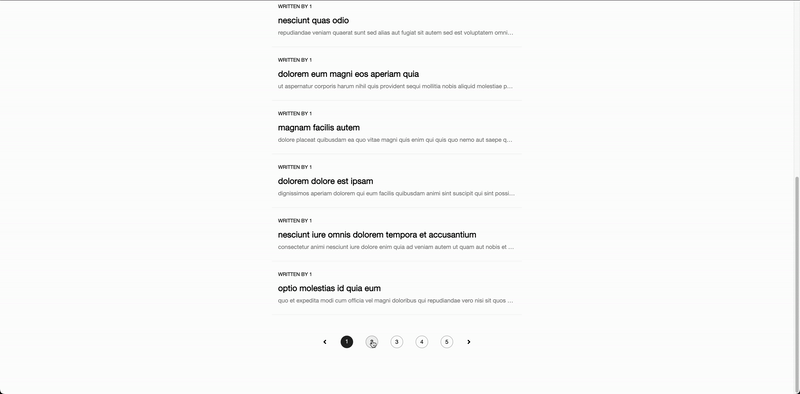 WRITTEN BY 1
nesciunt quas odio
repudiandae veniam quaerat sunt sed alias aut fugiat sit autem sed est voluptatem omni...
WRITTEN BY 1
dolorem eum magni eos aperiam quia
ut aspernatur corporis harum nihil quis provident sequi mollitia nobis aliquid molestiae p...
WRITTEN BY 1
magnam facilis autem
dolore placeat quibusdam ea quo vitae magni quis enim qui quis quo nemo aut saepe q...
WRITTEN BY 1
dolorem dolore est ipsam
dignissimos aperiam dolorem qui eum facilis quibusdam animi sint suscipit qui sint possi...
WRITTEN BY 1
nesciunt iure omnis dolorem tempora et accusantium
consectetur animi nesciunt iure dolore enim quia ad veniam autem ut quam aut nobis et ...
WRITTEN BY 1
optio molestias id quia eum
quo et expedita modi cum officia vel magni doloribus qui repudiandae vero nisi sit quos ...
1 2 3 4 5